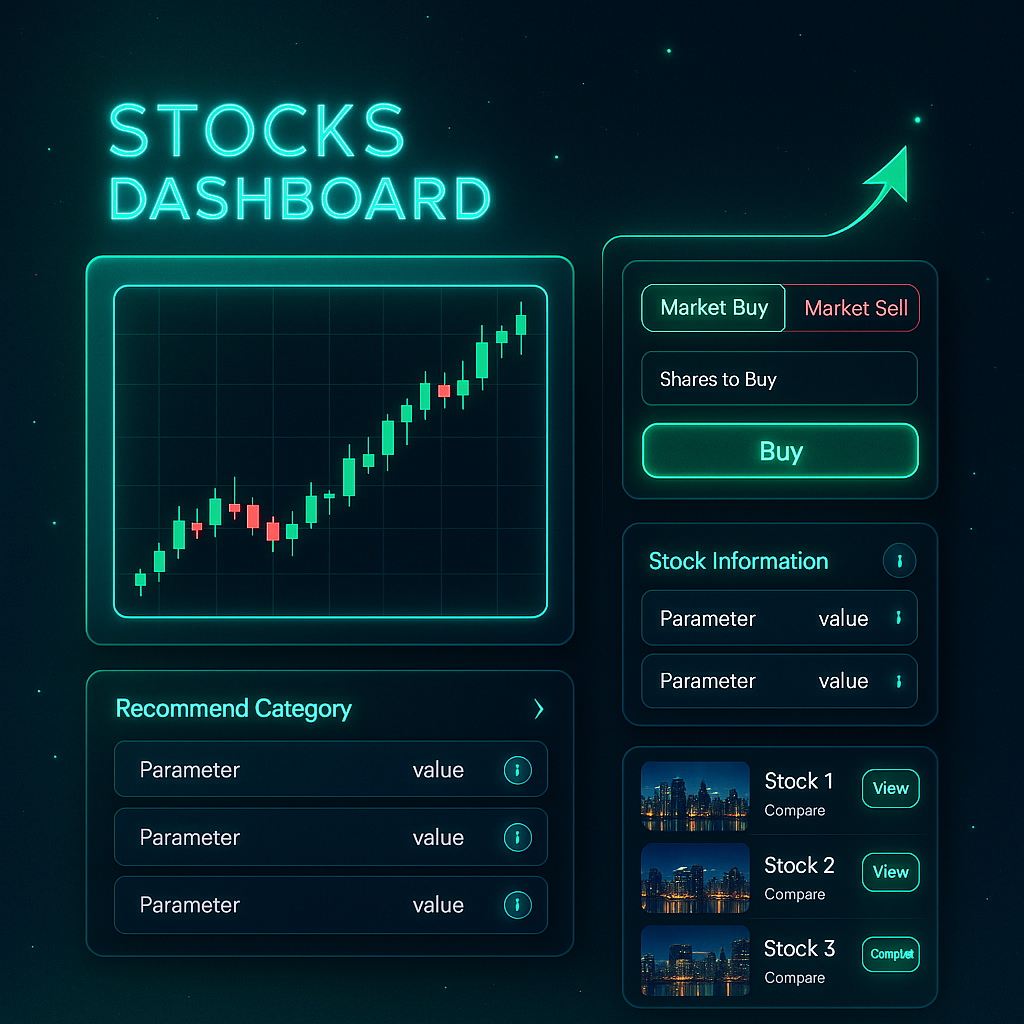 STOCKS
DASHBOARD
Market Buy Market Sell
Shares to Buy
Buy
Stock Information
Parameter value
Parameter value
Recommend Category
Parameter value
Parameter value
Parameter value
Stock 1
Compare
View
Stock 2
Compare
View
Stock 3
Compare